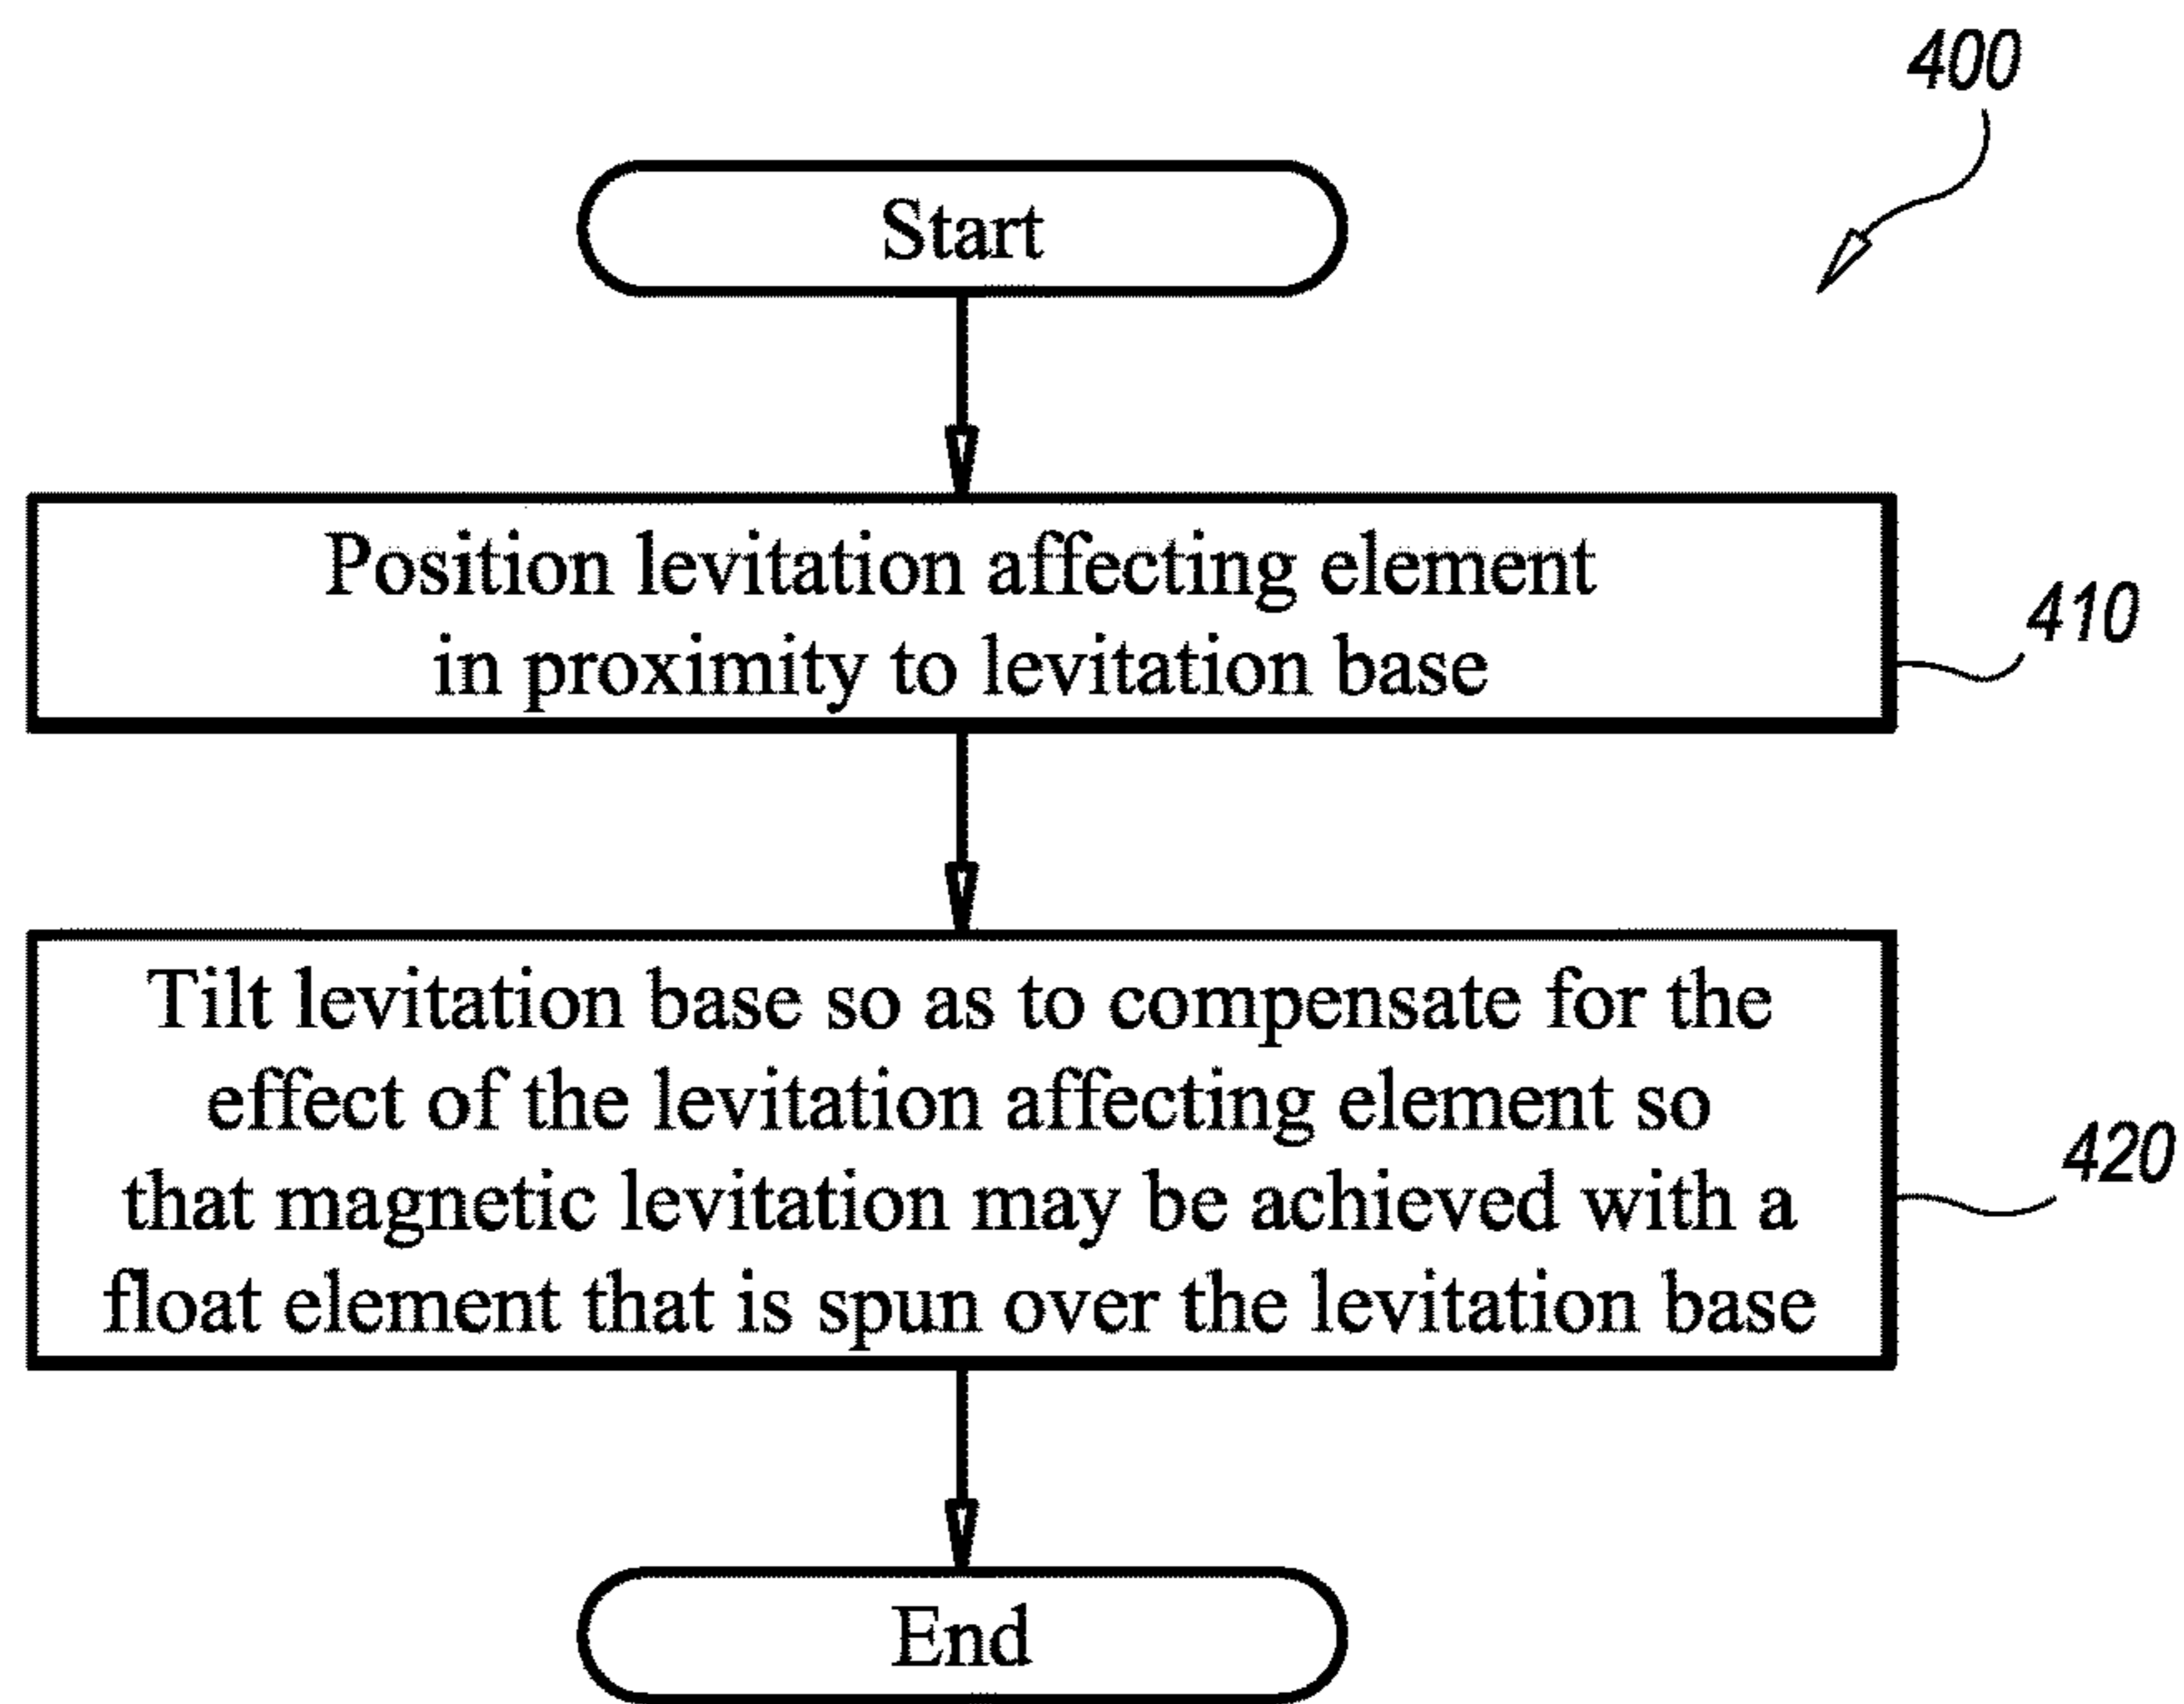 400
Start
Position levitation affecting element
in proximity to levitation base
410
Tilt levitation base so as to compensate for the
effect of the levitation affecting element so
that magnetic levitation may be achieved with a
float element that is spun over the levitation base
420
End